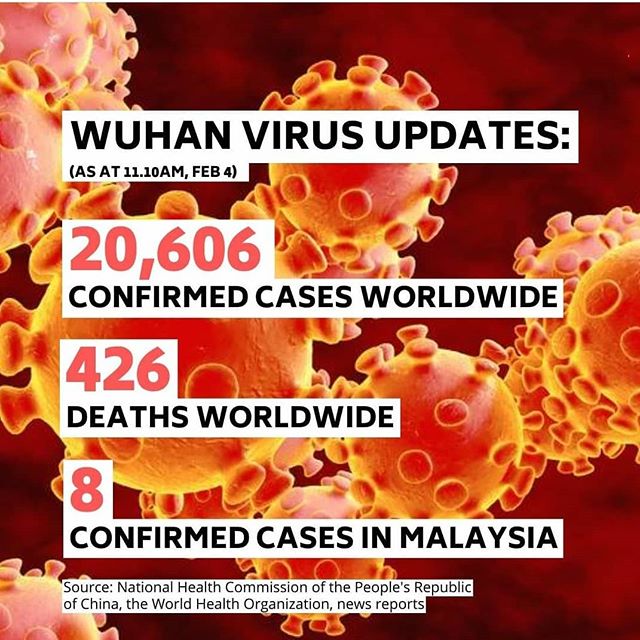 WUHAN VIRUS UPDATES:
(AS AT 11.10AM, FEB 4)
20,606
CONFIRMED CASES WORLDWIDE
426
DEATHS WORLDWIDE
8
CONFIRMED CASES IN MALAYSIA
Source: National Health Commission of the People's Republic
of China, the World Health Organization, news reports